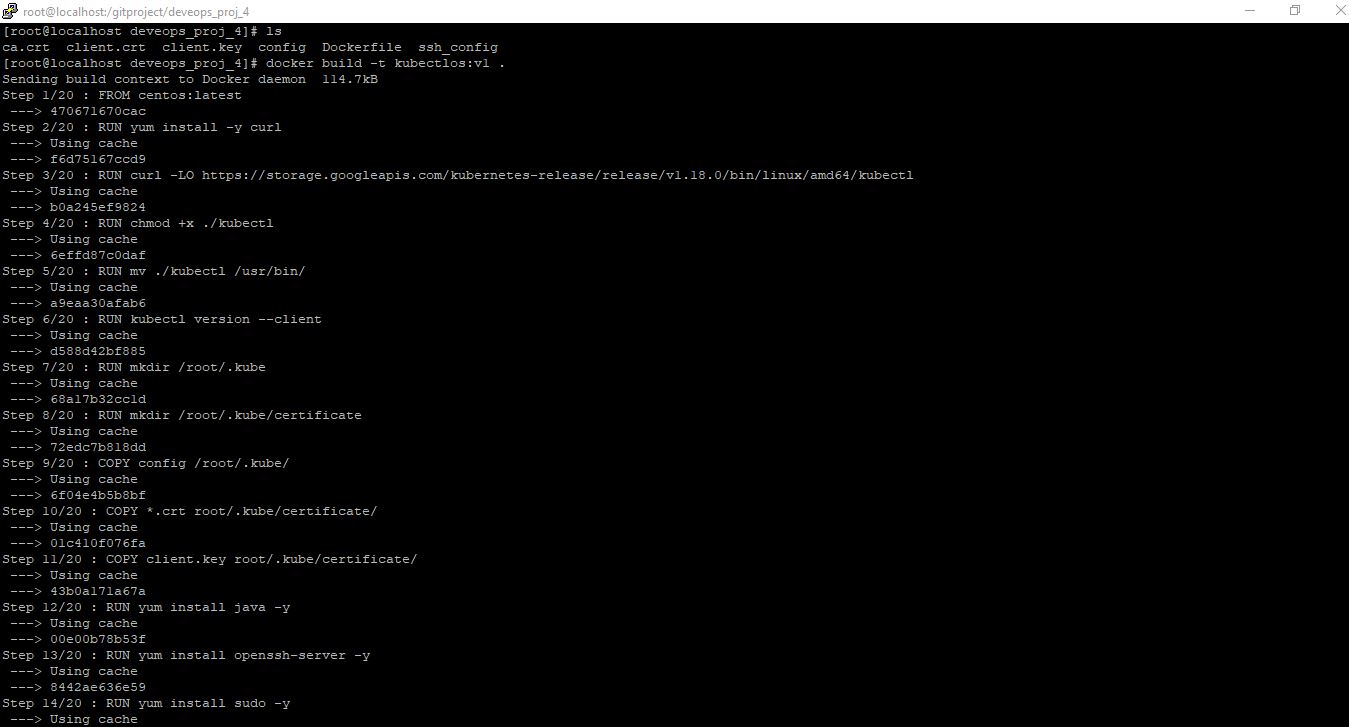 root@localhost:/gitproject/deveops_proj_4
[root@localhost deveops_proj_4]# ls
ca.crt  client.crt  client.key  config  Dockerfile  ssh_config
[root@localhost deveops_proj_4]# docker build -t kubectlos:v1 .
Sending build context to Docker daemon  114.7kB
Step 1/20 : FROM centos:latest
 ---> 470671670cac
Step 2/20 : RUN yum install -y curl
 ---> Using cache
 ---> f6d75167ccd9
Step 3/20 : RUN curl -LO https://storage.googleapis.com/kubernetes-release/release/v1.18.0/bin/linux/amd64/kubectl
 ---> Using cache
 ---> b0a245ef9824
Step 4/20 : RUN chmod +x ./kubectl
 ---> Using cache
 ---> 6effd87c0daf
Step 5/20 : RUN mv ./kubectl /usr/bin/
 ---> Using cache
 ---> a9eaa30afab6
Step 6/20 : RUN kubectl version --client
 ---> Using cache
 ---> d588d42bf885
Step 7/20 : RUN mkdir /root/.kube
 ---> Using cache
 ---> 68a17b32cc1d
Step 8/20 : RUN mkdir /root/.kube/certificate
 ---> Using cache
 ---> 72edc7b818dd
Step 9/20 : COPY config /root/.kube/
 ---> Using cache
 ---> 6f04e4b5b8bf
Step 10/20 : COPY *.crt root/.kube/certificate/
 ---> Using cache
 ---> 01c410f076fa
Step 11/20 : COPY client.key root/.kube/certificate/
 ---> Using cache
 ---> 43b0a171a67a
Step 12/20 : RUN yum install java -y
 ---> Using cache
 ---> 00e00b78b53f
Step 13/20 : RUN yum install openssh-server -y
 ---> Using cache
 ---> 8442ae636e59
Step 14/20 : RUN yum install sudo -y
 ---> Using cache